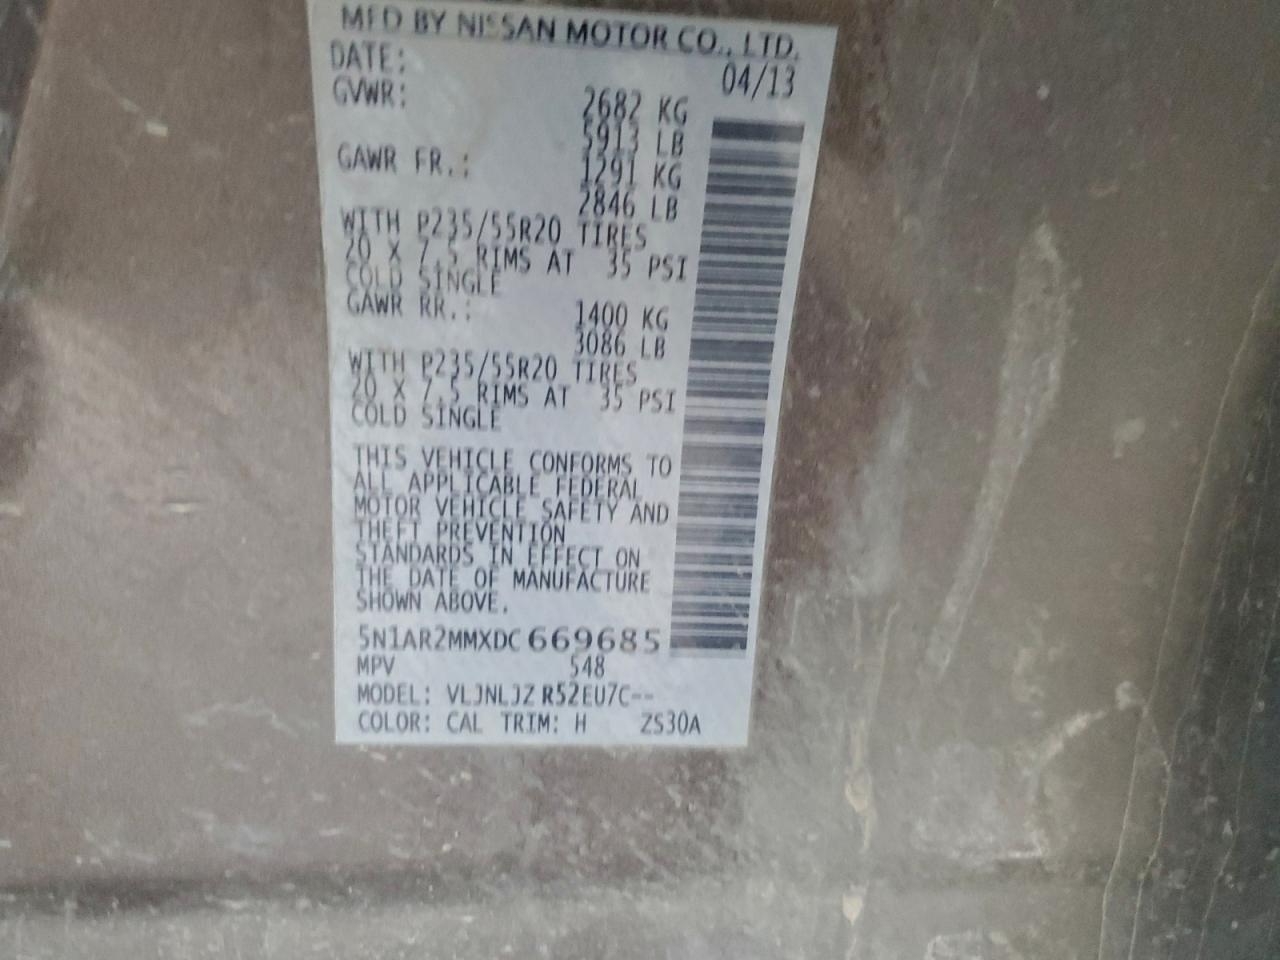 MFD BY NISSAN MOTOR CO., LTD.
DATE: 04/13
GVWR: 2682 KG
5913 LB
GAWR FR.: 1291 KG
2846 LB
WITH P235/55R20 TIRES
20 X 7.5 RIMS AT 35 PSI
COLD SINGLE
GAWR RR.: 1400 KG
3086 LB
WITH P235/55R20 TIRES
20 X 7.5 RIMS AT 35 PSI
COLD SINGLE
THIS VEHICLE CONFORMS TO
ALL APPLICABLE FEDERAL
MOTOR VEHICLE SAFETY AND
THEFT PREVENTION
STANDARDS IN EFFECT ON
THE DATE OF MANUFACTURE
SHOWN ABOVE.
5N1AR2MMXDC669685
MPV 548
MODEL: VLJNLJZ R52EU7C--
COLOR: CAL TRIM: H ZS30A